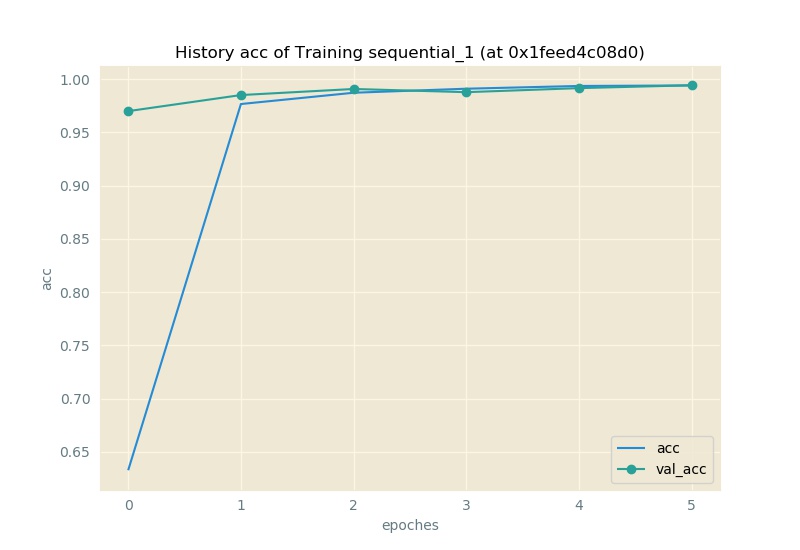 History acc of Training sequential_1 (at 0x1feed4c08d0)
1.00
0.95
0.90
0.85
0.80
0.75
0.70
0.65
acc
0 1 2 3 4 5
epoches
acc
val_acc